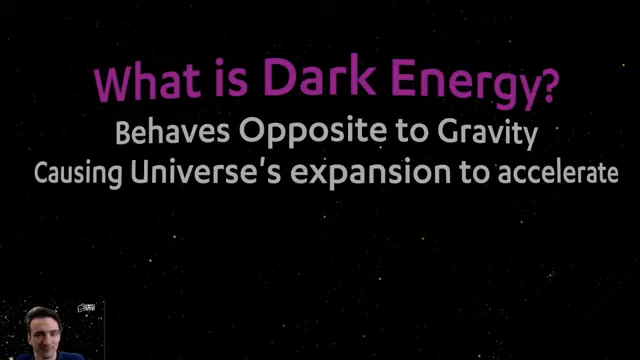 What is Dark Energy?
Behaves Opposite to Gravity
Causing Universe's expansion to accelerate